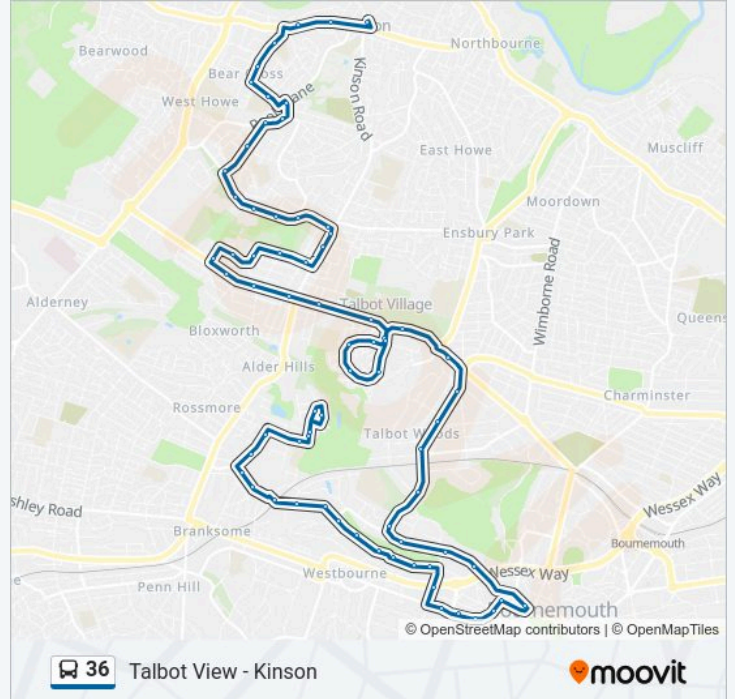 Northbourne
Bearwood
Bear Cross
Kinson Road
West Howe
East Howe
Muscliff
Moordown
Ensbury Park
Wimborne Road
Alderney
Talbot Village
Queens
Bloxworth
Alder Hills
Charminster
Rossmore
Talbot Woods
shley Road
Wessex Way
Branksome
Bournemouth
Westbourne
Wessex Way
Penn Hill
Bournemouth
© OpenStreetMap contributors | © OpenMapTiles
36 Talbot View - Kinson
moovit